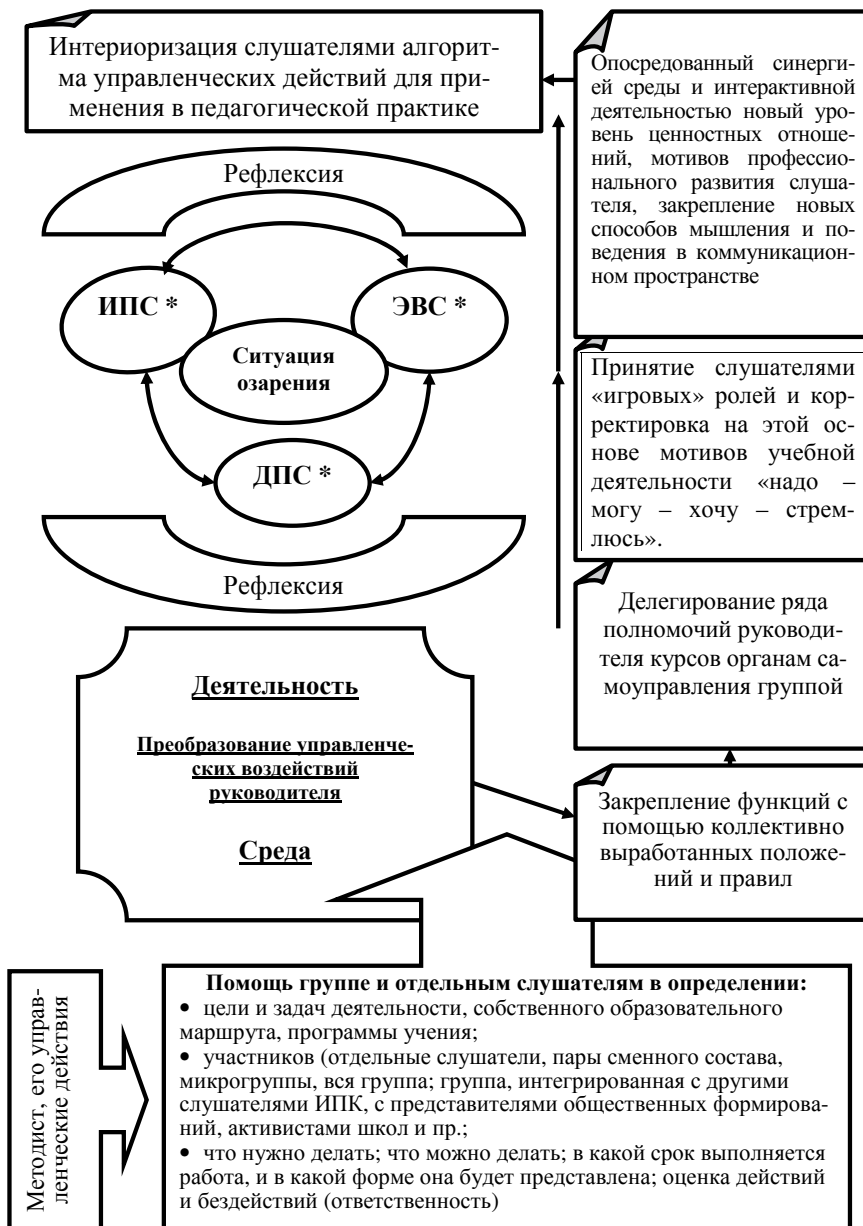 Интериоризация слушателями алгорит-
ма управленческих действий для при-
менения в педагогической практике
Опосредованный синерги-
ей среды и интерактивной
деятельностью новый уро-
вень ценностных отноше-
ний, мотивов профессио-
нального развития слуша-
теля, закрепление новых
способов мышления и по-
ведения в коммуникацион-
ном пространстве
Рефлексия
ИПС *
ЭВС *
Ситуация
озарения
ДПС *
Рефлексия
Принятие слушателями
«игровых» ролей и кор-
ректировка на этой ос-
нове мотивов учебной
деятельности «надо –
могу – хочу – стрем-
люсь».
Делегирование ряда
полномочий руководи-
теля курсов органам са-
моуправления группой
Деятельность
Преобразование управленче-
ских воздействий
руководителя
Среда
Закрепление функций с
помощью коллективно
выработанных положе-
ний и правил
Методист, его управ-
ленческие действия
Помощь группе и отдельным слушателям в определении:
• цели и задач деятельности, собственного образовательного
маршрута, программы учения;
• участников (отдельные слушатели, пары сменного состава,
микрогруппы, вся группа; группа, интегрированная с другими
слушателями ИПК, с представителями общественных формирова-
ний, активистами школ и пр.;
• что нужно делать; что можно делать; в какой срок выполняется
работа, и в какой форме она будет представлена; оценка действий
и бездействий (ответственность)